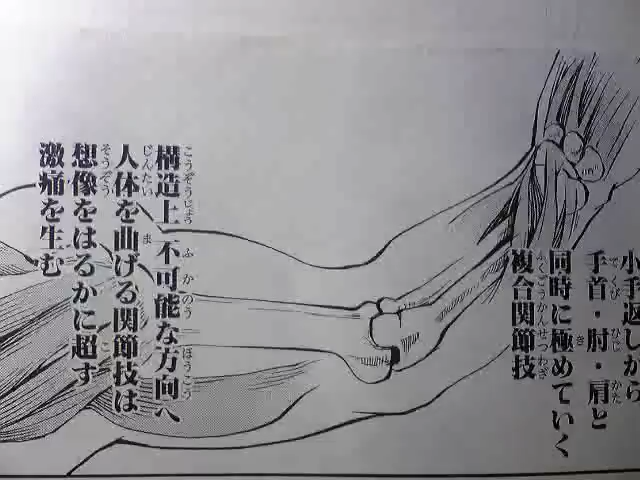 小手返しから
手首・肘・肩と
同時に極めていく
複合関節技
構造上 不可能な方向へ
人体を曲げる関節技は
想像をはるかに超す
激痛を生む